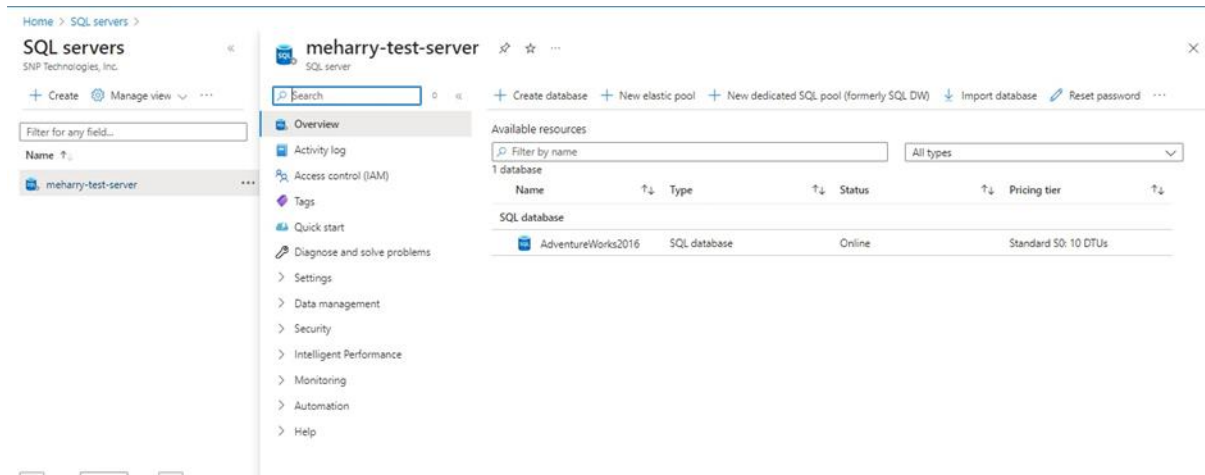 Home > SQL servers >
SQL servers
SNP Technologies, Inc.
+ Create Manage view ...
Filter for any field...
Name ↑
meharry-test-server ...
meharry-test-server ...
SQL server
Search
Overview
Activity log
Access control (IAM)
Tags
Quick start
Diagnose and solve problems
> Settings
> Data management
> Security
> Intelligent Performance
> Monitoring
> Automation
> Help
+ Create database + New elastic pool + New dedicated SQL pool (formerly SQL DW) Import database Reset password ...
Available resources
Filter by name All types
1 database
Name ↑↓ Type ↑↓ Status ↑↓ Pricing tier ↑↓
SQL database
AdventureWorks2016 SQL database Online Standard S0: 10 DTUs